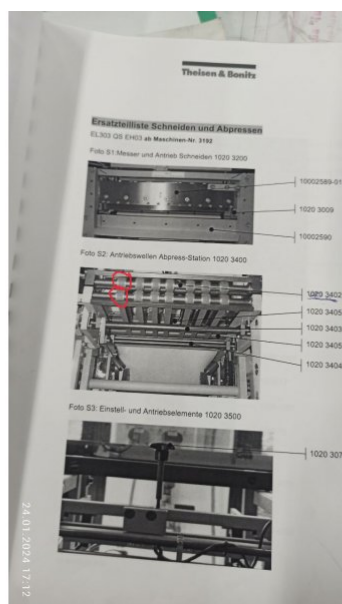 Theisen & Bonitz
Ersatzteilliste Schneiden und Abpressen
EL303 QS EH03 ab Maschinen-Nr. 3192
Foto S1 Messer und Antrieb Schneiden 1020 3200
10002589-01
1020 3009
10002590
Foto S2: Antriebswellen Abpress-Station 1020 3400
1020 3402
1020 3405
1020 3403
1020 3405
1020 3404
Foto S3: Einstell- und Antriebselemente 1020 3500
1020 307
24.01.2024 17:12